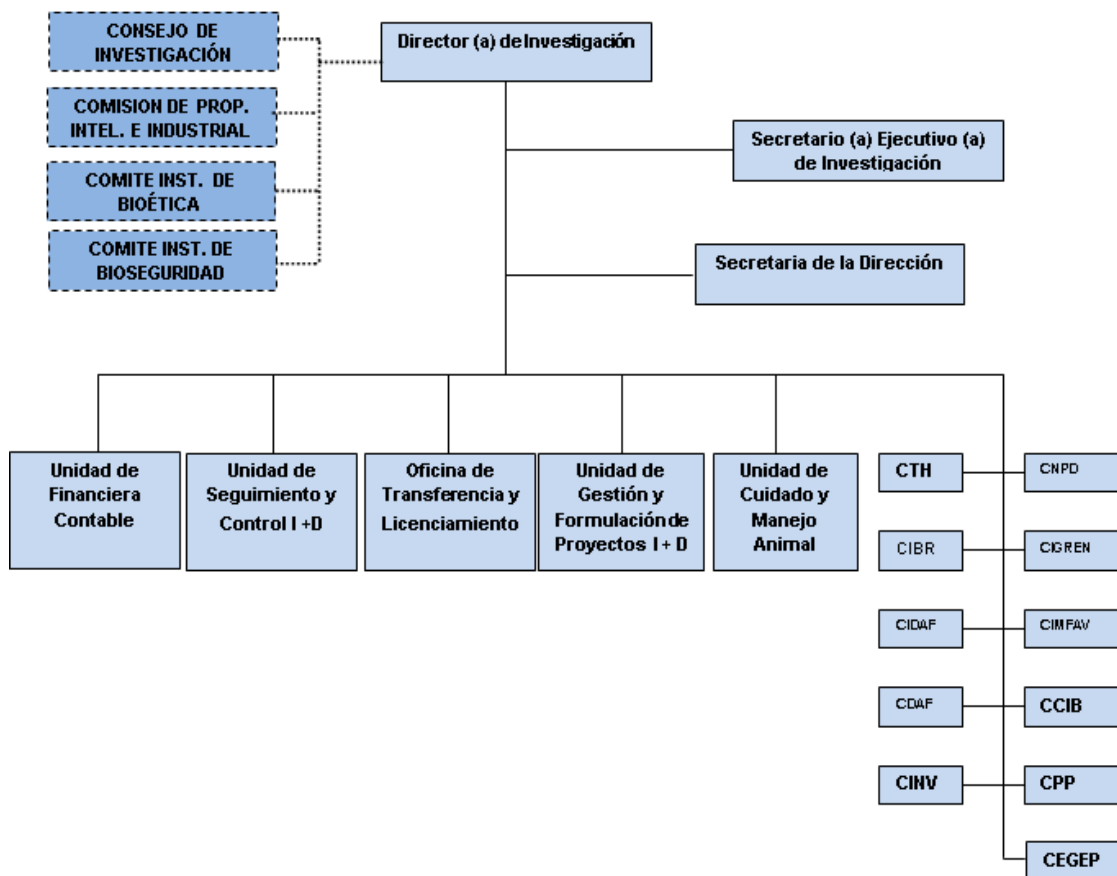 CONSEJO DE
INVESTIGACIÓN
Director (a) de Investigación
COMISION DE PROP.
INTEL. E INDUSTRIAL
Secretario (a) Ejecutivo (a)
de Investigación
COMITE INST. DE
BIOÉTICA
COMITE INST. DE
BIOSEGURIDAD
Secretaria de la Dirección
Unidad de
Financiera
Contable
Unidad de
Seguimiento y
Control I +D
Oficina de
Transferencia y
Licenciamiento
Unidad de
Gestión y
Formulación de
Proyectos I + D
Unidad de
Cuidado y
Manejo
Animal
CTH
CNPD
CIBR
CIGREN
CIDAF
CIMFAV
CDAF
CCIB
CINV
CPP
CEGEP